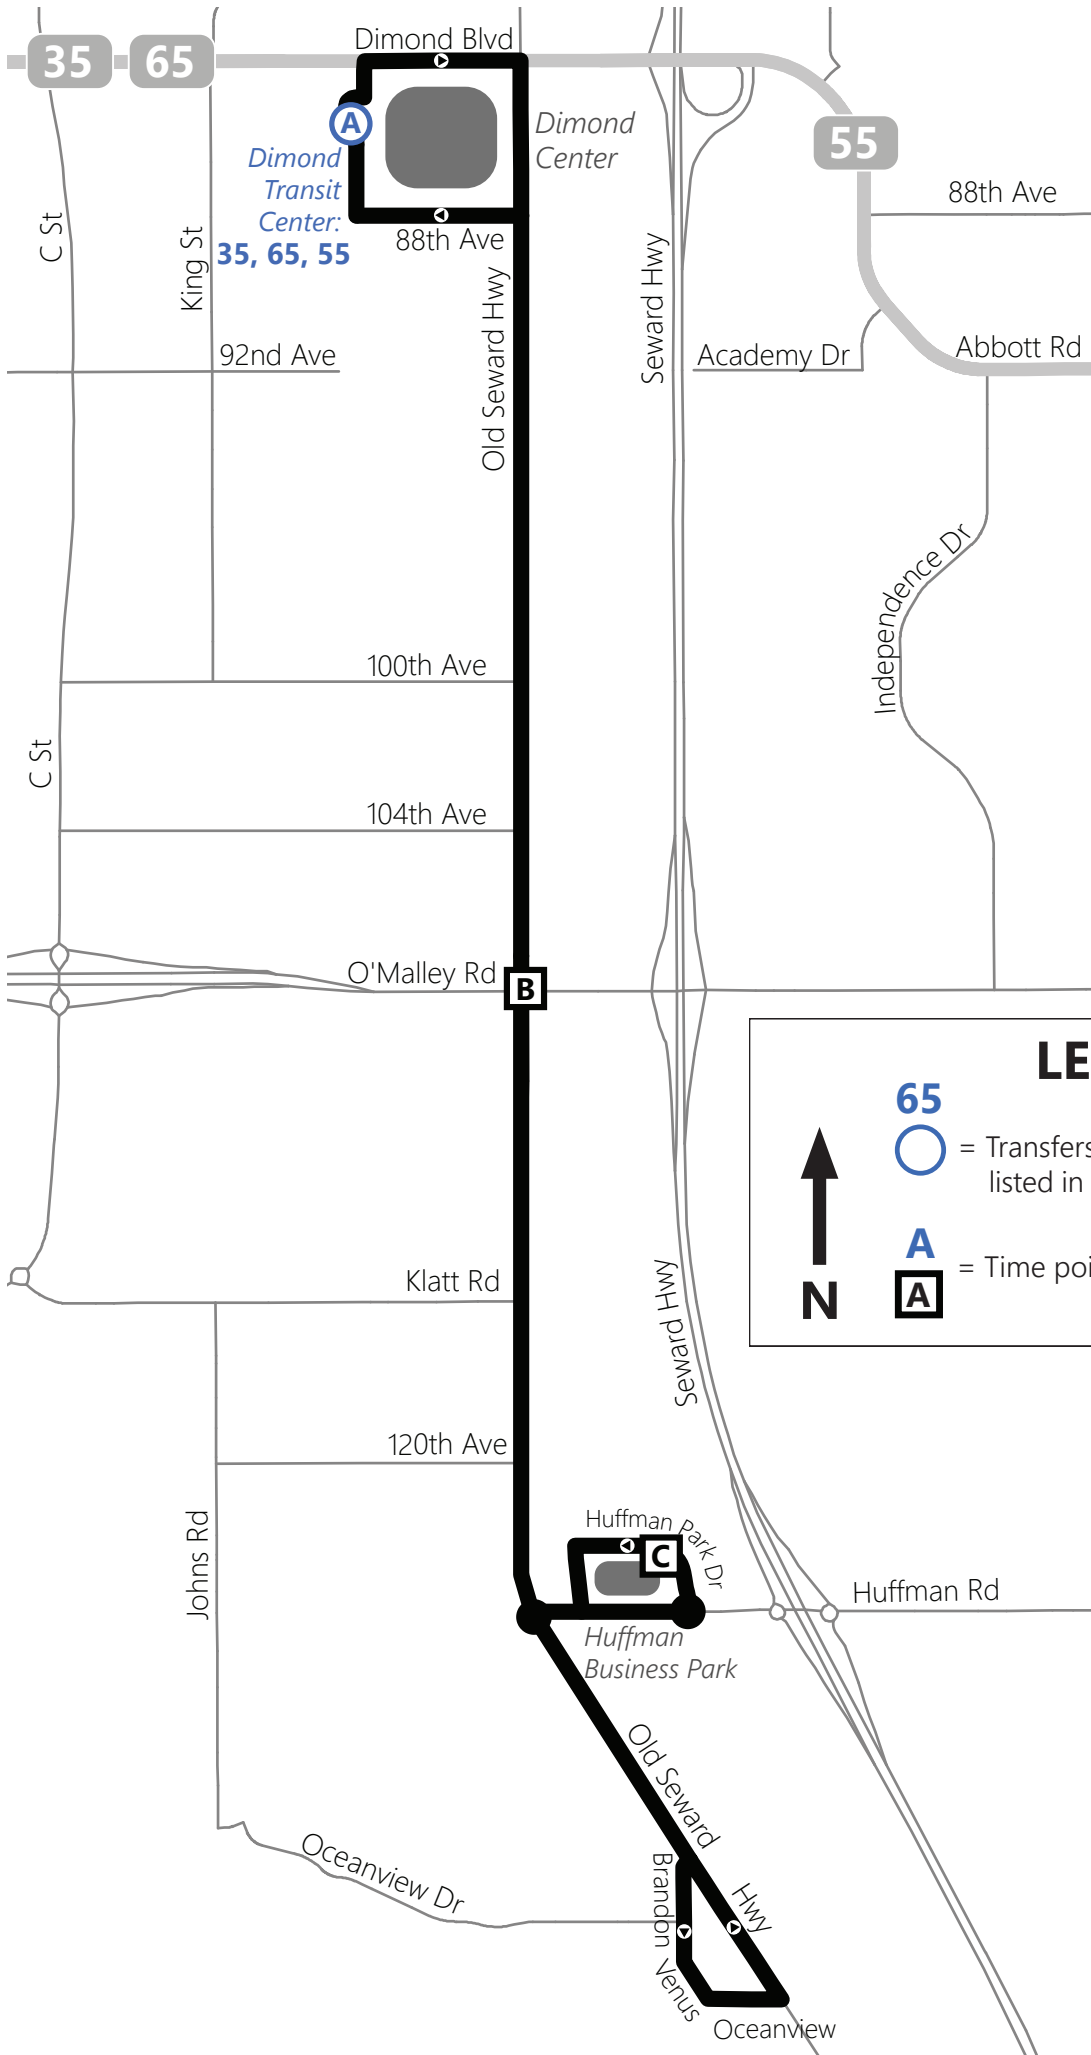 Dimond Blvd
35
65
A
Dimond
Center
55
Dimond
Transit
Center:
35, 65, 55
88th Ave
88th Ave
C St
King St
Old Seward Hwy
Seward Hwy
92nd Ave
Academy Dr
Abbott Rd
Independence Dr
100th Ave
C St
104th Ave
O'Malley Rd
B
LE
65
= Transfers
listed in
A
A
= Time poi
N
Klatt Rd
Seward Hwy
120th Ave
Johns Rd
Huffman Park Dr
C
Huffman Rd
Huffman
Business Park
Old Seward
Hwy
Oceanview Dr
Brandon
Venus
Oceanview